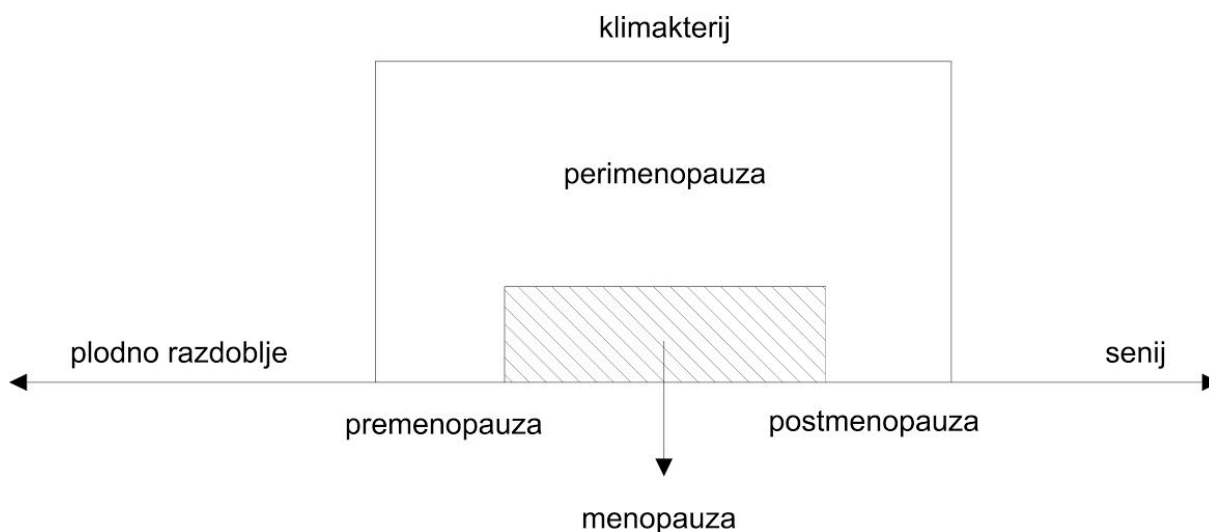 klimakterij
perimenopauza
plodno razdoblje
senij
premenopauza
postmenopauza
menopauza